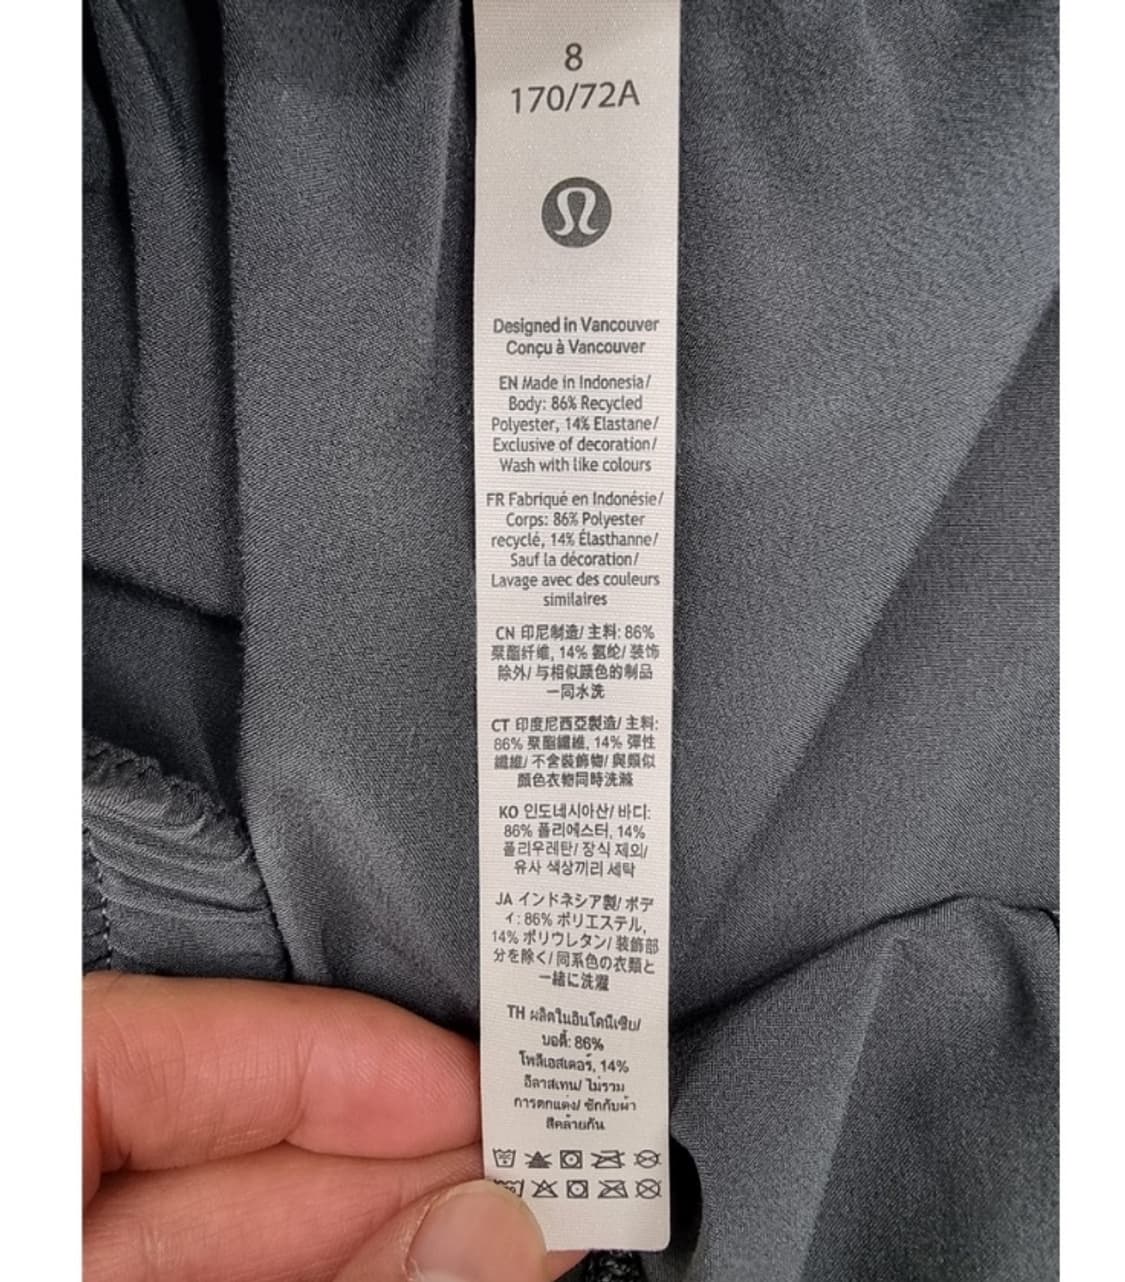 8
170/72A
Designed in Vancouver
Conçu à Vancouver
EN Made in Indonesia/
Body: 86% Recycled
Polyester, 14% Elastane/
Exclusive of decoration/
Wash with like colours
FR Fabriqué en Indonésie/
Corps: 86% Polyester
recyclé, 14% Élasthanne/
Sauf la décoration/
Lavage avec des couleurs
similaires
CN 印尼制造/ 主料: 86%
聚酯纤维, 14% 氨纶/ 装饰
除外/ 与相似颜色的制品
一同水洗
CT 印度尼西亞製造/ 主料:
86% 聚酯纖維, 14% 彈性
纖維/ 不含裝飾物/ 與類似
顏色衣物同時洗滌
KO 인도네시아산/ 바디:
86% 폴리에스터, 14%
폴리우레탄/ 장식 제외/
유사 색상끼리 세탁
JA インドネシア製/ ボデ
ィ: 86% ポリエステル,
14% ポリウレタン/ 装飾部
分を除く/ 同系色の衣類と
一緒に洗濯
TH ผลิตในอินโดนีเซีย/
บอดี้: 86%
โพลีเอสเตอร์, 14%
อีลาสเทน/ ไม่รวม
การตกแต่ง/ ซักกับผ้า
สีคล้ายกัน